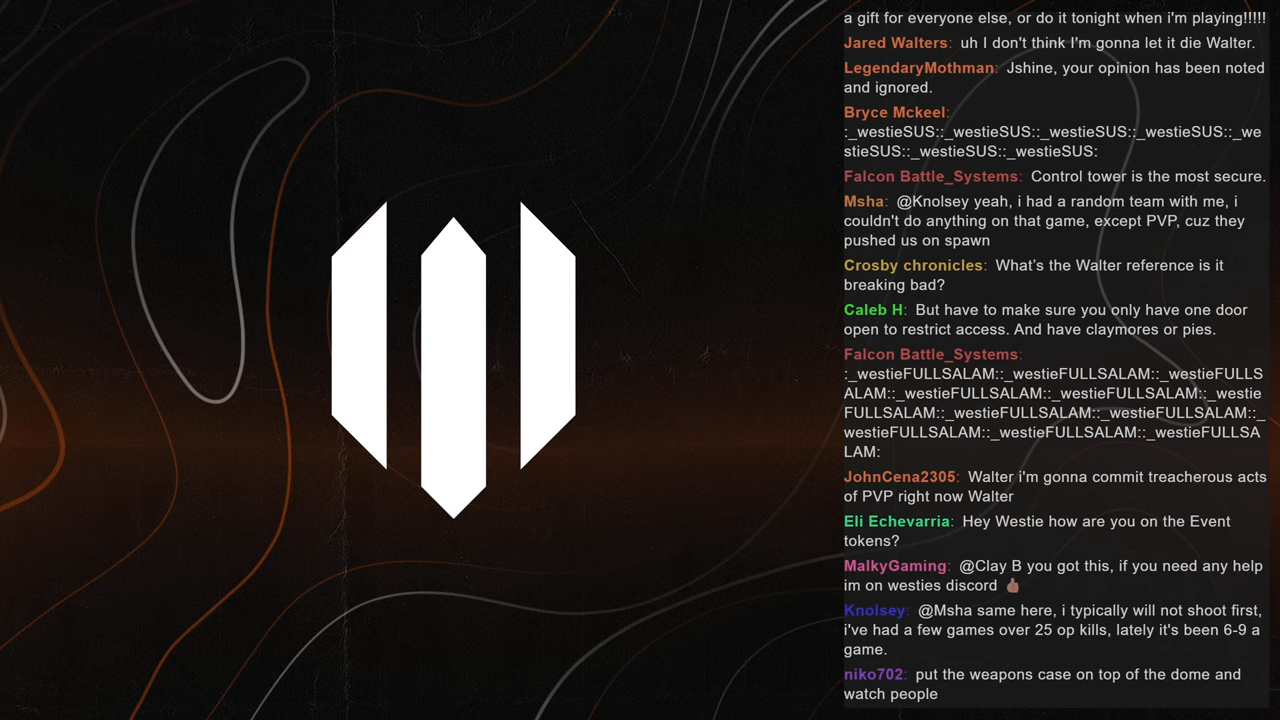 a gift for everyone else, or do it tonight when i'm playing!!!!!
Jared Walters: uh I don't think I'm gonna let it die Walter.
LegendaryMothman: Jshine, your opinion has been noted
and ignored.
Bryce Mckeel:
:_westieSUS::_westieSUS::_westieSUS::_westieSUS::_we
stieSUS::_westieSUS::_westieSUS:
Falcon Battle_Systems: Control tower is the most secure.
Msha: @Knolsey yeah, i had a random team with me, i
couldn't do anything on that game, except PVP, cuz they
pushed us on spawn
Crosby chronicles: What’s the Walter reference is it
breaking bad?
Caleb H: But have to make sure you only have one door
open to restrict access. And have claymores or pies.
Falcon Battle_Systems:
:_westieFULLSALAM::_westieFULLSALAM::_westieFULLS
ALAM::_westieFULLSALAM::_westieFULLSALAM::_westie
FULLSALAM::_westieFULLSALAM::_westieFULLSALAM::_
westieFULLSALAM::_westieFULLSALAM::_westieFULLSA
LAM:
JohnCena2305: Walter i'm gonna commit treacherous acts
of PVP right now Walter
Eli Echevarria: Hey Westie how are you on the Event
tokens?
MalkyGaming: @Clay B you got this, if you need any help
im on westies discord 👍🏾
Knolsey: @Msha same here, i typically will not shoot first,
i've had a few games over 25 op kills, lately it's been 6-9 a
game.
niko702: put the weapons case on top of the dome and
watch people